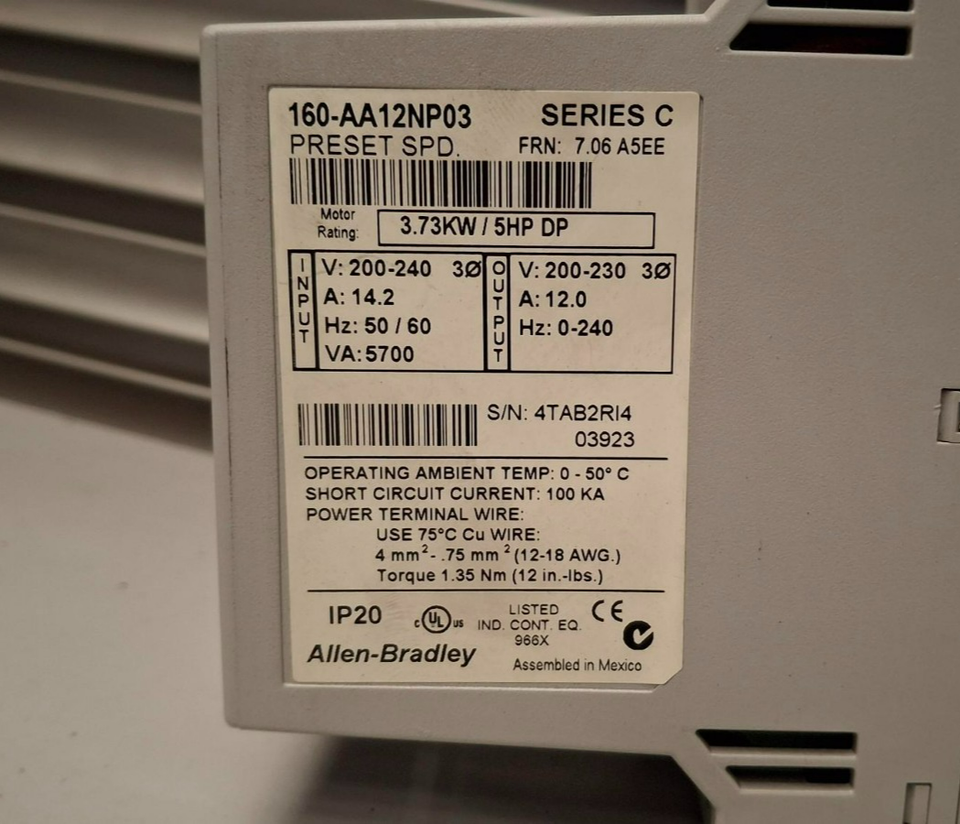 160-AA12NP03 SERIES C
PRESET SPD. FRN: 7.06 A5EE
Motor Rating: 3.73KW / 5HP DP
INPUT
V: 200-240 3Ø
A: 14.2
Hz: 50 / 60
VA: 5700
OUTPUT
V: 200-230 3Ø
A: 12.0
Hz: 0-240
S/N: 4TAB2RI4
03923
OPERATING AMBIENT TEMP: 0 - 50° C
SHORT CIRCUIT CURRENT: 100 KA
POWER TERMINAL WIRE:
USE 75°C Cu WIRE:
4 mm² - .75 mm² (12-18 AWG.)
Torque 1.35 Nm (12 in.-lbs.)
IP20
c UL us
LISTED
IND. CONT. EQ.
966X
CE
Allen-Bradley
Assembled in Mexico